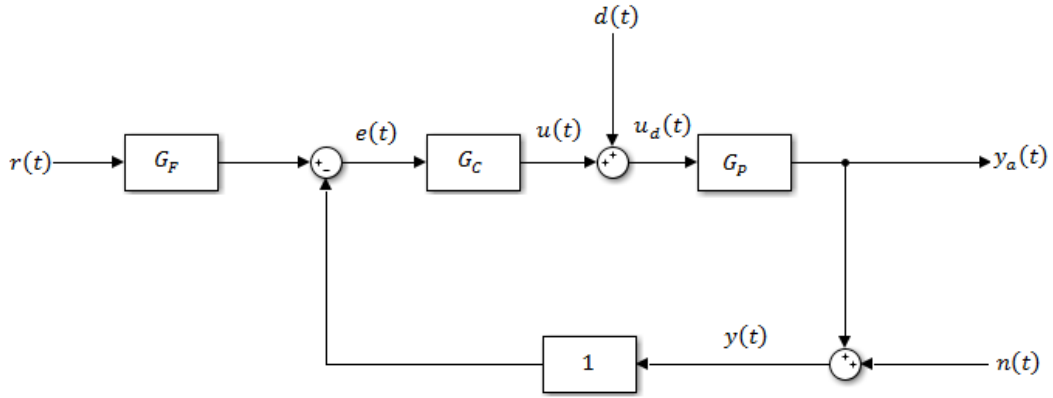 d(t)
r(t)
G_F
+
-
e(t)
G_C
u(t)
+
+
u_d(t)
G_P
y_a(t)
1
y(t)
+
+
n(t)